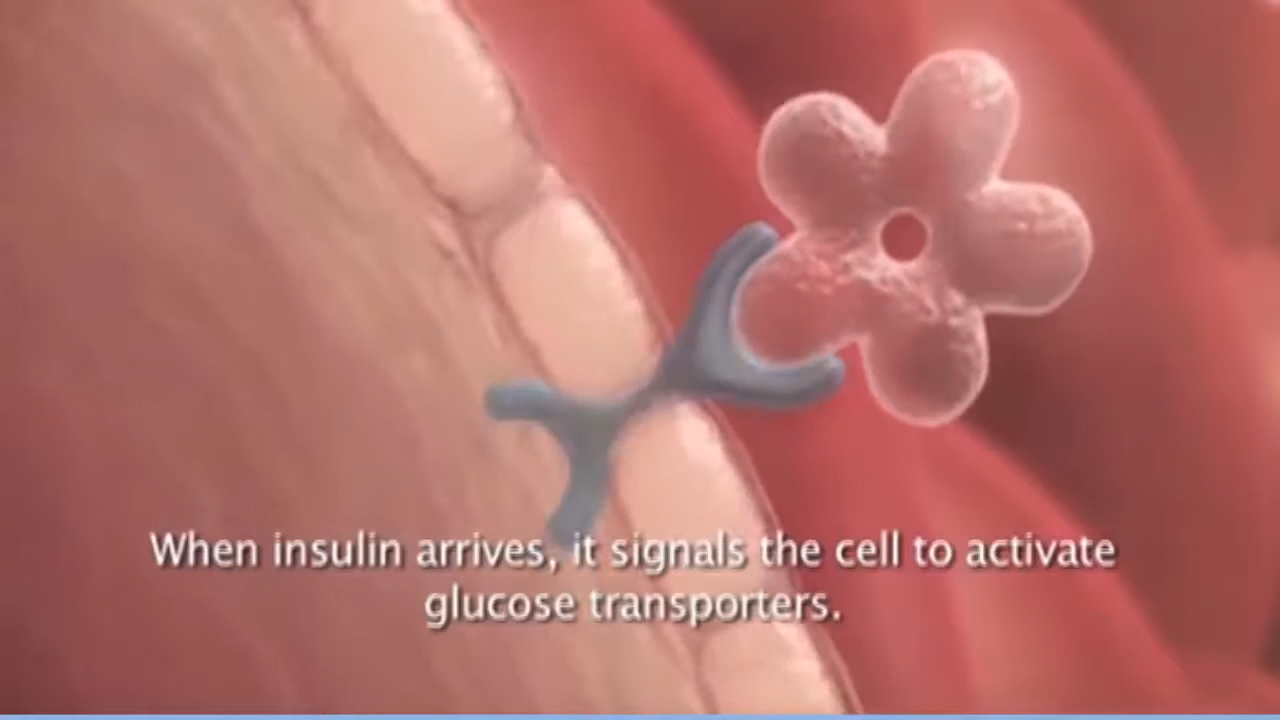 When insulin arrives, it signals the cell to activate
glucose transporters.